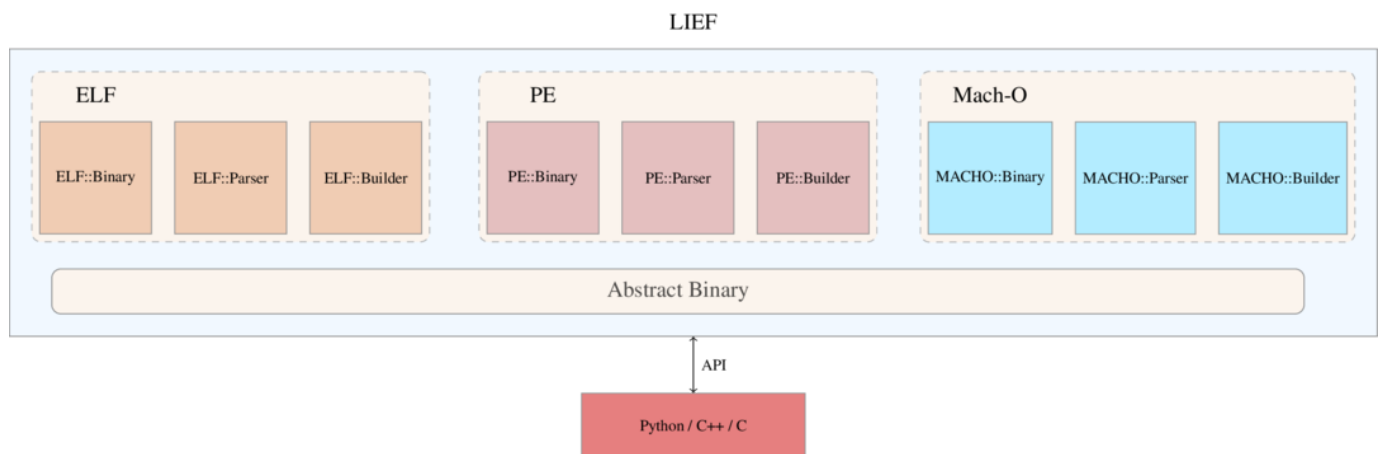 LIEF
ELF
ELF::Binary
ELF::Parser
ELF::Builder
PE
PE::Binary
PE::Parser
PE::Builder
Mach-O
MACHO::Binary
MACHO::Parser
MACHO::Builder
Abstract Binary
API
Python / C++ / C